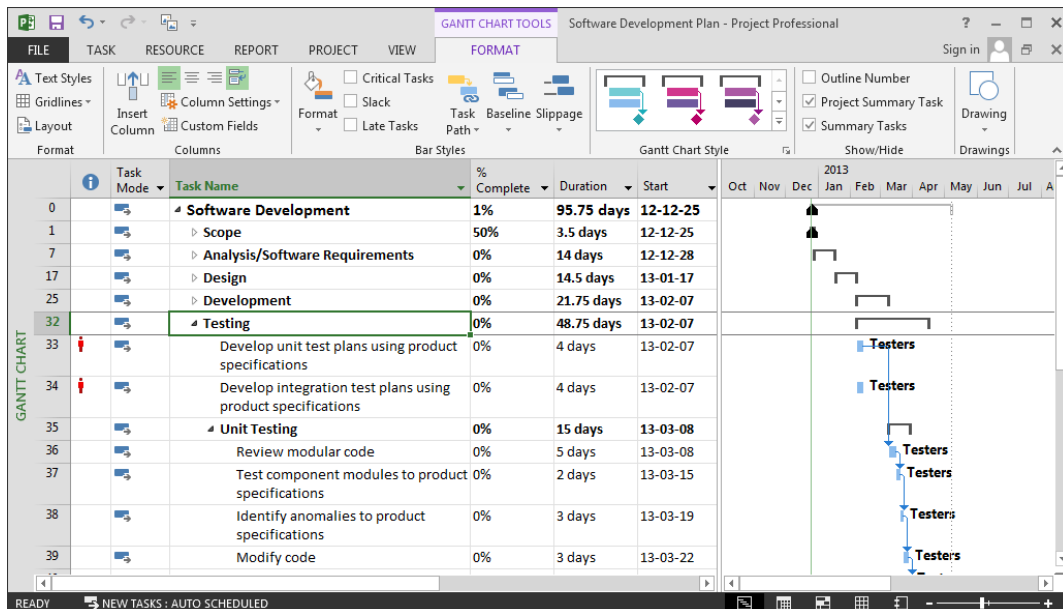 GANTT CHART TOOLS
Software Development Plan - Project Professional
FILE TASK RESOURCE REPORT PROJECT VIEW FORMAT Sign in
Text Styles
Gridlines
Layout
Format
Insert Column
Column Settings
Custom Fields
Columns
Format
Critical Tasks
Slack
Late Tasks
Task Path
Baseline
Slippage
Bar Styles
Gantt Chart Style
Outline Number
Project Summary Task
Summary Tasks
Show/Hide
Drawing
Drawings
Task Mode Task Name % Complete Duration Start
2013
Oct Nov Dec Jan Feb Mar Apr May Jun Jul A
GANTT CHART
0 Software Development 1% 95.75 days 12-12-25
1 Scope 50% 3.5 days 12-12-25
7 Analysis/Software Requirements 0% 14 days 12-12-28
17 Design 0% 14.5 days 13-01-17
25 Development 0% 21.75 days 13-02-07
32 Testing 0% 48.75 days 13-02-07
33 Develop unit test plans using product 0% 4 days 13-02-07 Testers
specifications
34 Develop integration test plans using 0% 4 days 13-02-07 Testers
product specifications
35 Unit Testing 0% 15 days 13-03-08
36 Review modular code 0% 5 days 13-03-08 Testers
37 Test component modules to product 0% 2 days 13-03-15 Testers
specifications
38 Identify anomalies to product 0% 3 days 13-03-19 Testers
specifications
39 Modify code 0% 3 days 13-03-22 Testers
READY NEW TASKS : AUTO SCHEDULED